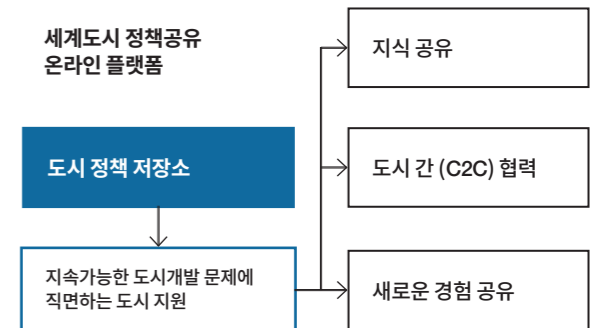 세계도시 정책공유
온라인 플랫폼
도시 정책 저장소
지속가능한 도시개발 문제에
직면하는 도시 지원
지식 공유
도시 간 (C2C) 협력
새로운 경험 공유